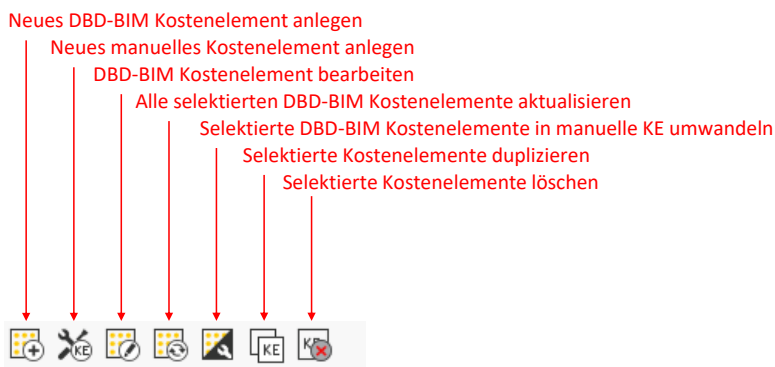 Neues DBD-BIM Kostenelement anlegen
Neues manuelles Kostenelement anlegen
DBD-BIM Kostenelement bearbeiten
Alle selektierten DBD-BIM Kostenelemente aktualisieren
Selektierte DBD-BIM Kostenelemente in manuelle KE umwandeln
Selektierte Kostenelemente duplizieren
Selektierte Kostenelemente löschen
KE KE KE